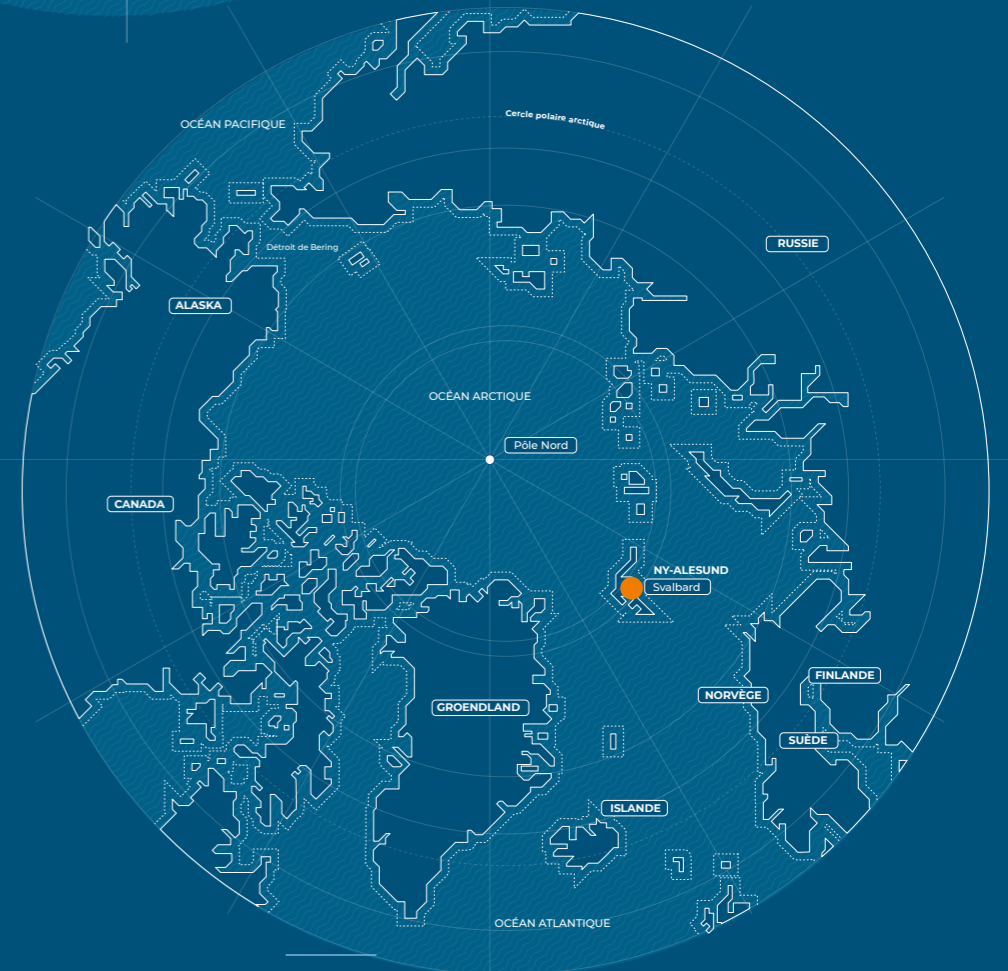 Cercle polaire arctique
OCÉAN PACIFIQUE
RUSSIE
Détroit de Bering
ALASKA
OCÉAN ARCTIQUE
Pôle Nord
CANADA
NY-ALESUND
Svalbard
FINLANDE
NORVÈGE
GROENDLAND
SUÈDE
ISLANDE
OCÉAN ATLANTIQUE